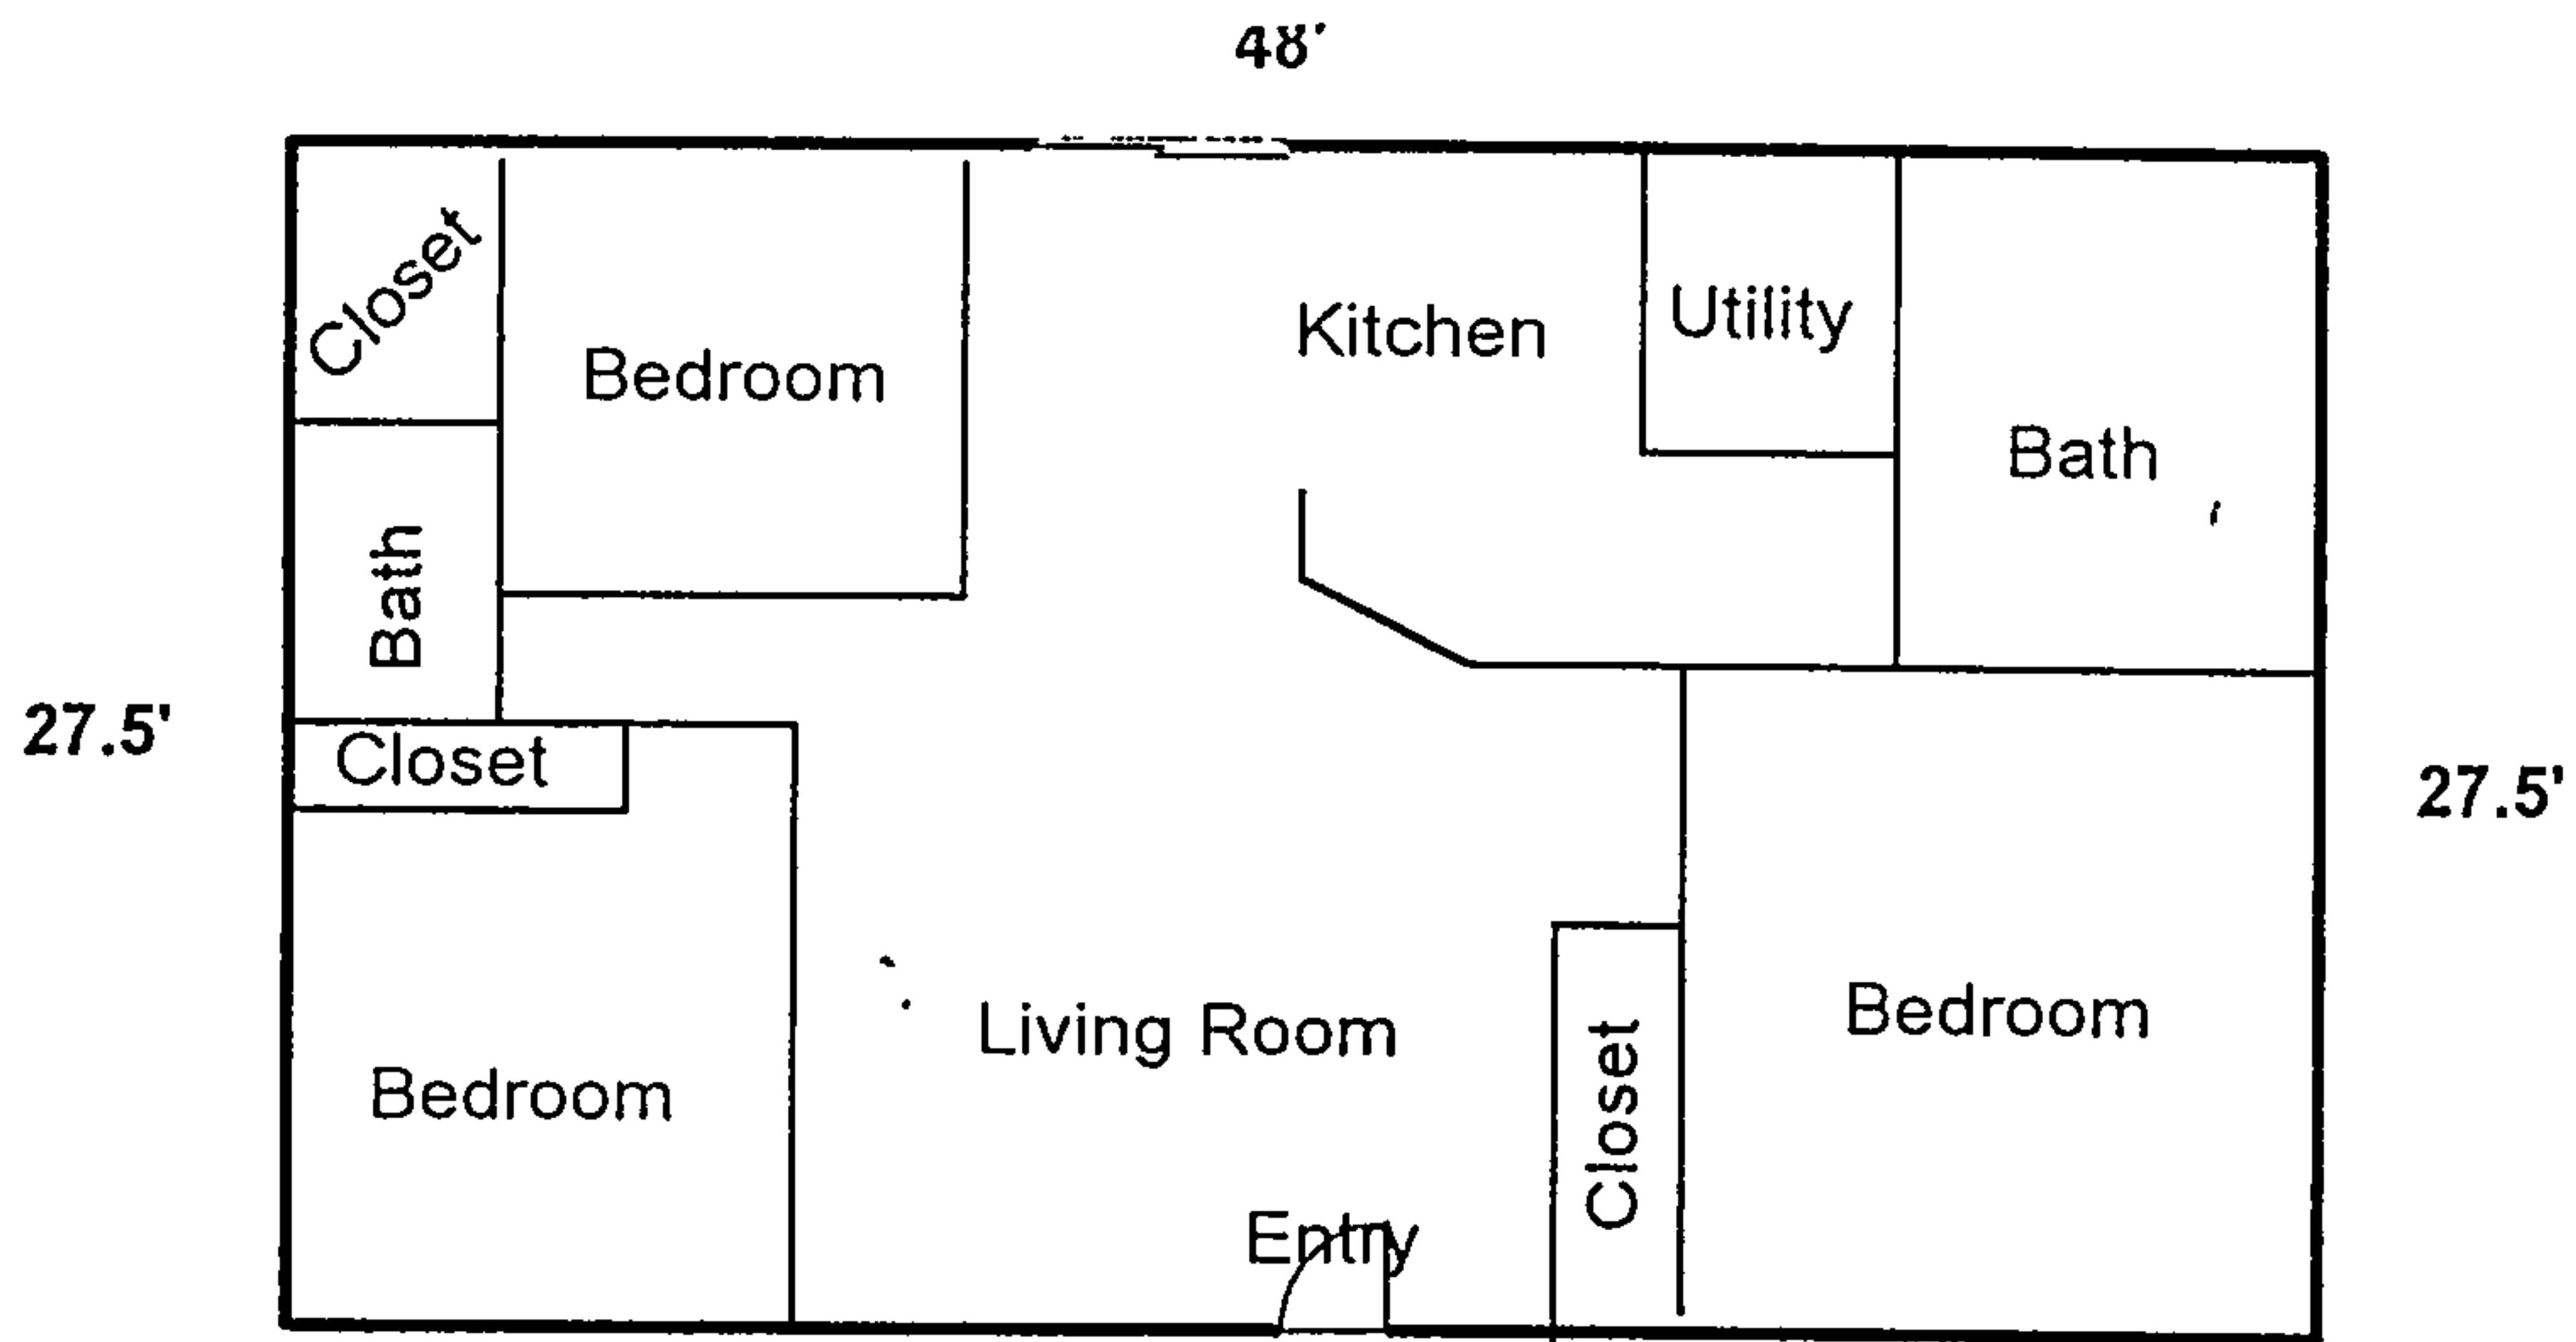 48'
Closet
Bedroom
Kitchen
Utility
Bath
Bath
27.5'
Closet
27.5'
Bedroom
Living Room
Closet
Bedroom
Entry